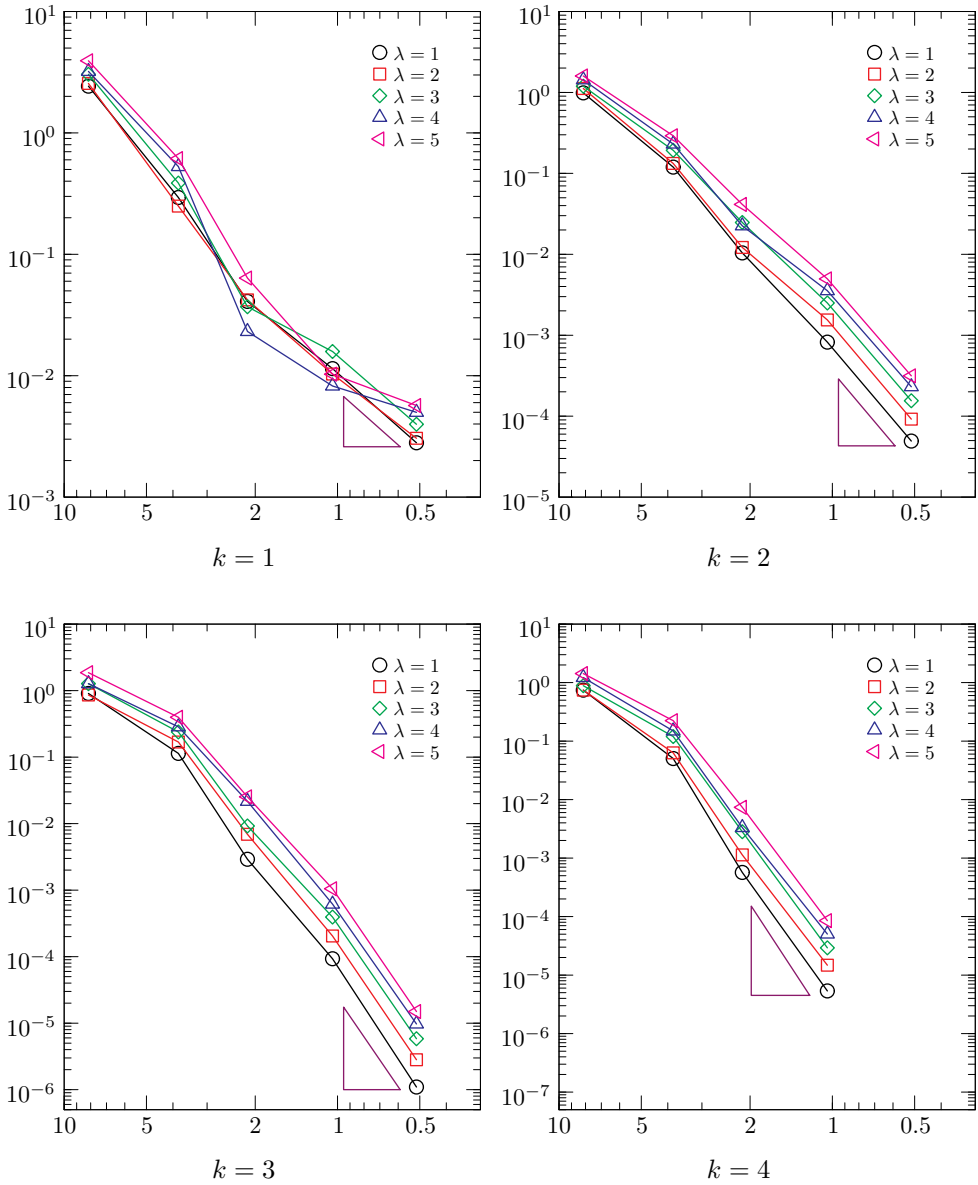 10^1
10^0
10^−1
10^−2
10^−3
10 5 2 1 0.5
λ = 1
λ = 2
λ = 3
λ = 4
λ = 5
k = 1
10^1
10^0
10^−1
10^−2
10^−3
10^−4
10^−5
10 5 2 1 0.5
λ = 1
λ = 2
λ = 3
λ = 4
λ = 5
k = 2
10^1
10^0
10^−1
10^−2
10^−3
10^−4
10^−5
10^−6
10 5 2 1 0.5
λ = 1
λ = 2
λ = 3
λ = 4
λ = 5
k = 3
10^1
10^0
10^−1
10^−2
10^−3
10^−4
10^−5
10^−6
10^−7
10 5 2 1 0.5
λ = 1
λ = 2
λ = 3
λ = 4
λ = 5
k = 4